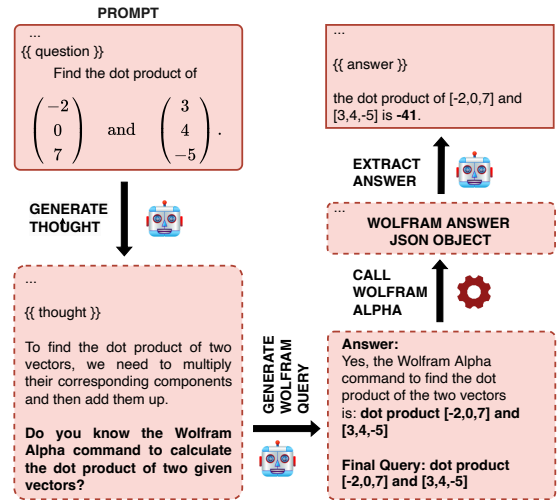 PROMPT
...
{{ question }}
Find the dot product of
−2
0
7
and
3
4
−5
.
GENERATE
THOUGHT
...
{{ thought }}
To find the dot product of two
vectors, we need to multiply
their corresponding components
and then add them up.
Do you know the Wolfram
Alpha command to calculate
the dot product of two given
vectors?
GENERATE
WOLFRAM
QUERY
Answer:
Yes, the Wolfram Alpha
command to find the dot
product of the two vectors
is: dot product [-2,0,7] and
[3,4,-5]
Final Query: dot product
[-2,0,7] and [3,4,-5]
CALL
WOLFRAM
ALPHA
...
WOLFRAM ANSWER
JSON OBJECT
EXTRACT
ANSWER
...
{{ answer }}
the dot product of [-2,0,7] and
[3,4,-5] is -41.